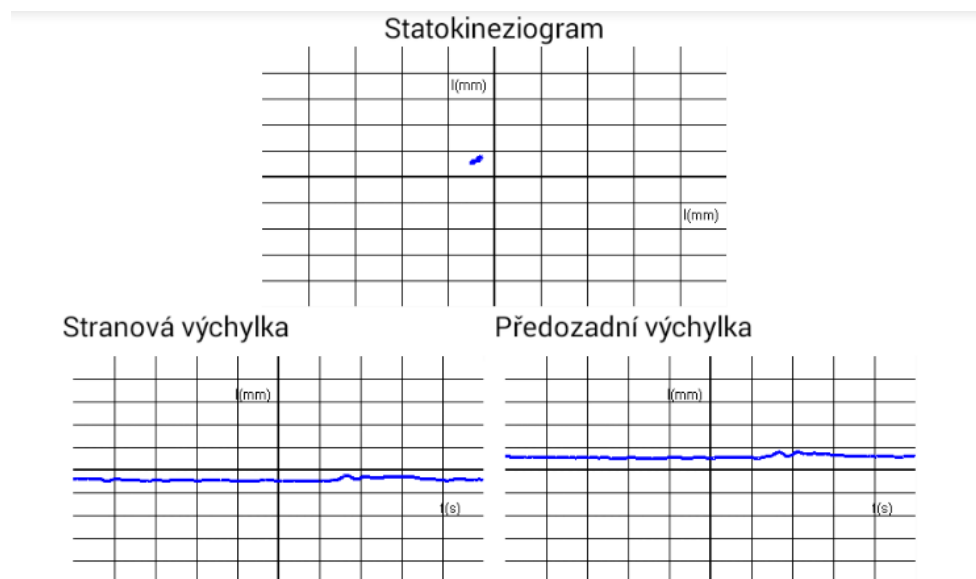 Statokineziogram
l(mm)
l(mm)
Stranová výchylka
Předozadní výchylka
l(mm)
l(mm)
t(s)
t(s)